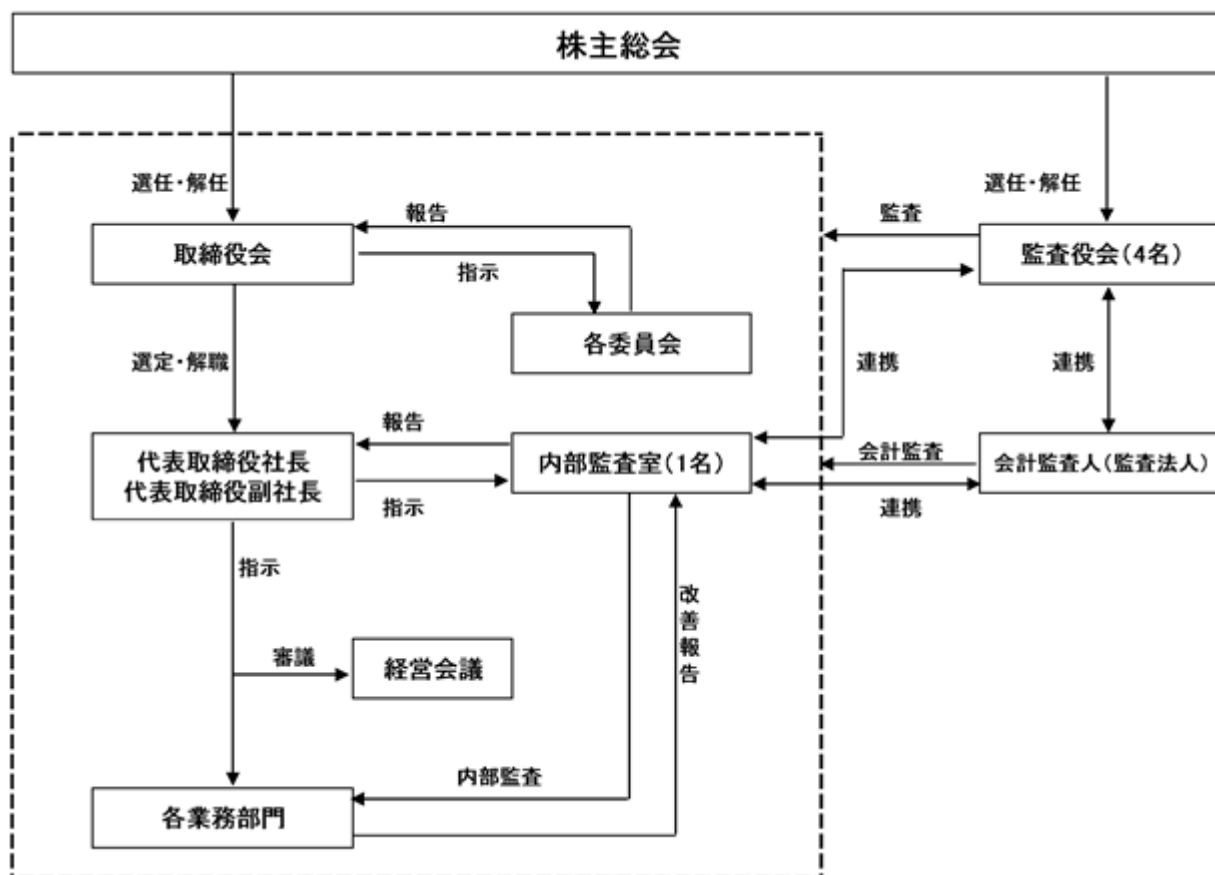 株主総会
選任・解任
選任・解任
報告
監査
取締役会
指示
監査役会(4名)
各委員会
選定・解職
連携
連携
報告
代表取締役社長
代表取締役副社長
内部監査室(1名)
会計監査
会計監査人(監査法人)
指示
連携
指示
改善報告
審議
経営会議
内部監査
各業務部門